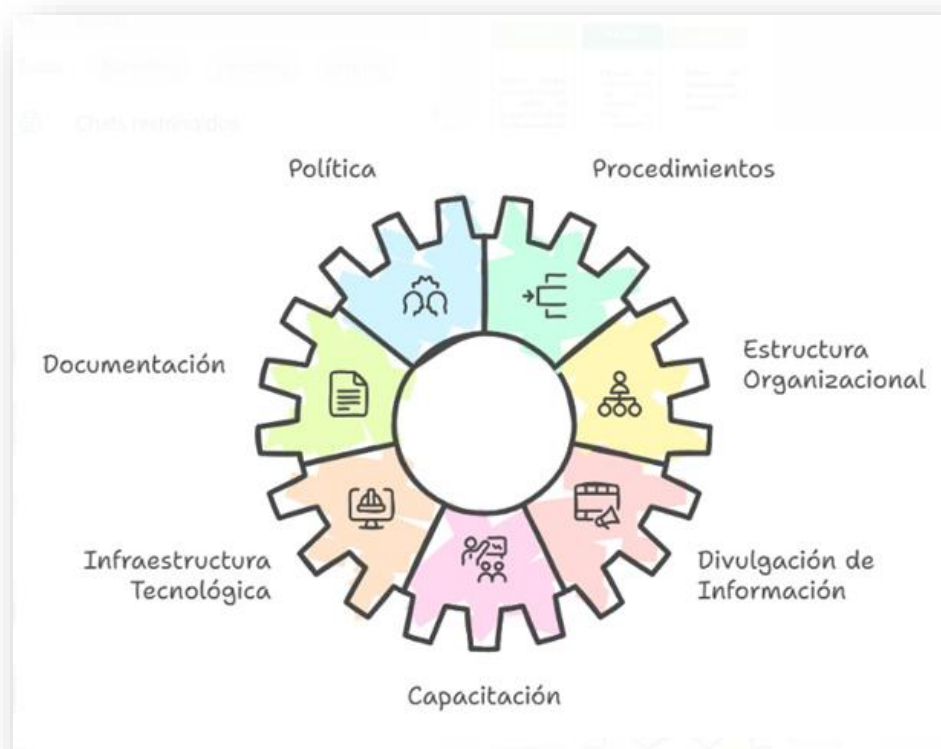 Política
Procedimientos
Documentación
Estructura
Organizacional
Infraestructura
Tecnológica
Divulgación de
Información
Capacitación